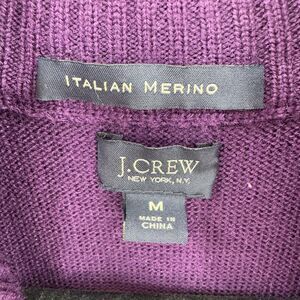 ITALIAN MERINO
J.CREW
NEW YORK, N.Y.
M
MADE IN
CHINA